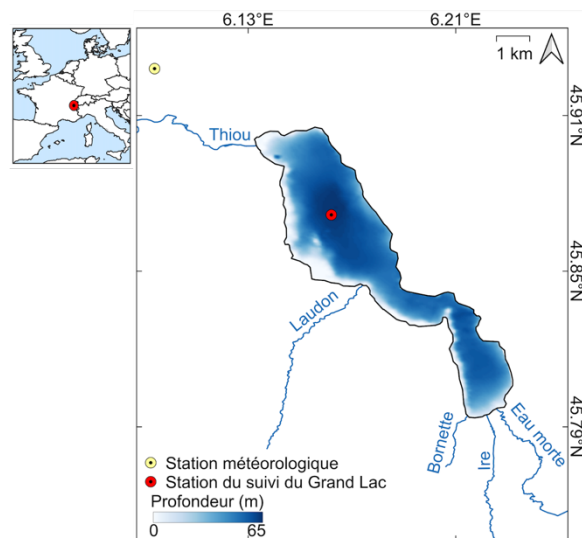 6.13°E
6.21°E
1 km
45.91°N
Thiou
45.85°N
Laudon
45.79°N
Bornette
Ire
Eau morte
Station météorologique
Station du suivi du Grand Lac
Profondeur (m)
0
65